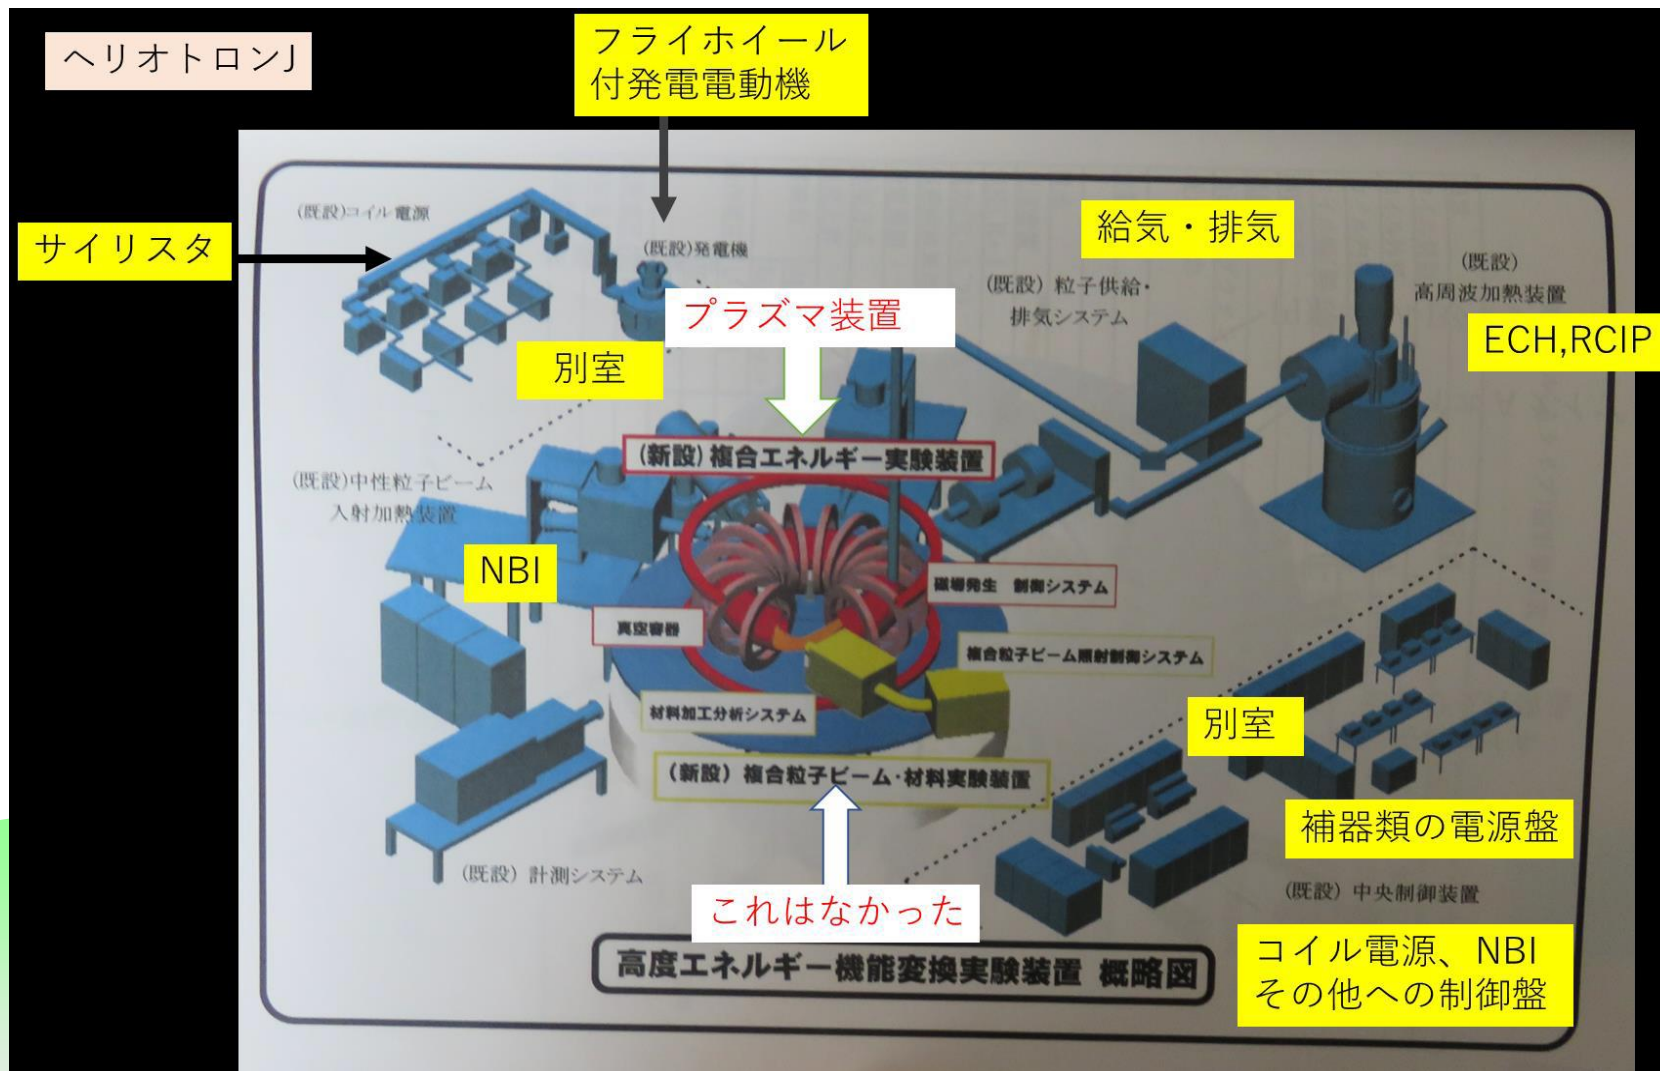 ヘリオトロンJ
フライホイール
付発電電動機
サイリスタ
(既設)コイル電源
(既設)発電機
給気・排気
(既設) 粒子供給・
排気システム
(既設)
高周波加熱装置
ECH,RCIP
プラズマ装置
別室
(新設)複合エネルギー実験装置
(既設)中性粒子ビーム
入射加熱装置
NBI
磁場発生 制御システム
真空容器
複合粒子ビーム照射制御システム
材料加工分析システム
別室
(新設) 複合粒子ビーム・材料実験装置
補器類の電源盤
(既設) 計測システム
これはなかった
(既設) 中央制御装置
高度エネルギー機能変換実験装置 概略図
コイル電源、NBI
その他への制御盤